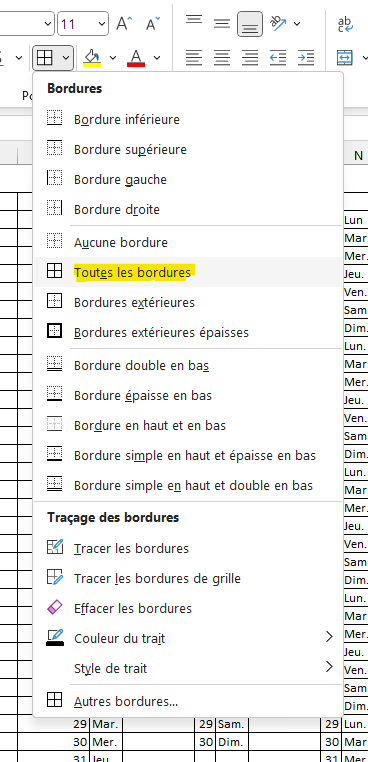 11
A A
ab
c
A
Po
Bordures
N
Bordure inférieure
Bordure supérieure
Bordure gauche
Bordure droite
Aucune bordure
Toutes les bordures
Bordures extérieures
Bordures extérieures épaisses
Bordure double en bas
Bordure épaisse en bas
Bordure en haut et en bas
Bordure simple en haut et épaisse en bas
Bordure simple en haut et double en bas
Traçage des bordures
Tracer les bordures
Tracer les bordures de grille
Effacer les bordures
Couleur du trait
Style de trait
Autres bordures...
Lun
Mar
Mer.
Jeu.
Ven.
Sam
Dim.
Lun.
Mar
Mer.
Jeu.
Ven.
Sam
Dim.
Lun.
Mar
Mer.
Jeu.
Ven.
Sam
Dim.
Lun.
Mar
Mer.
Jeu.
Ven.
Sam
Dim.
29 Mar. 29 Sam. 29 Lun
30 Mer. 30 Dim. 30 Mar
31 Jeu. 31 Mer.